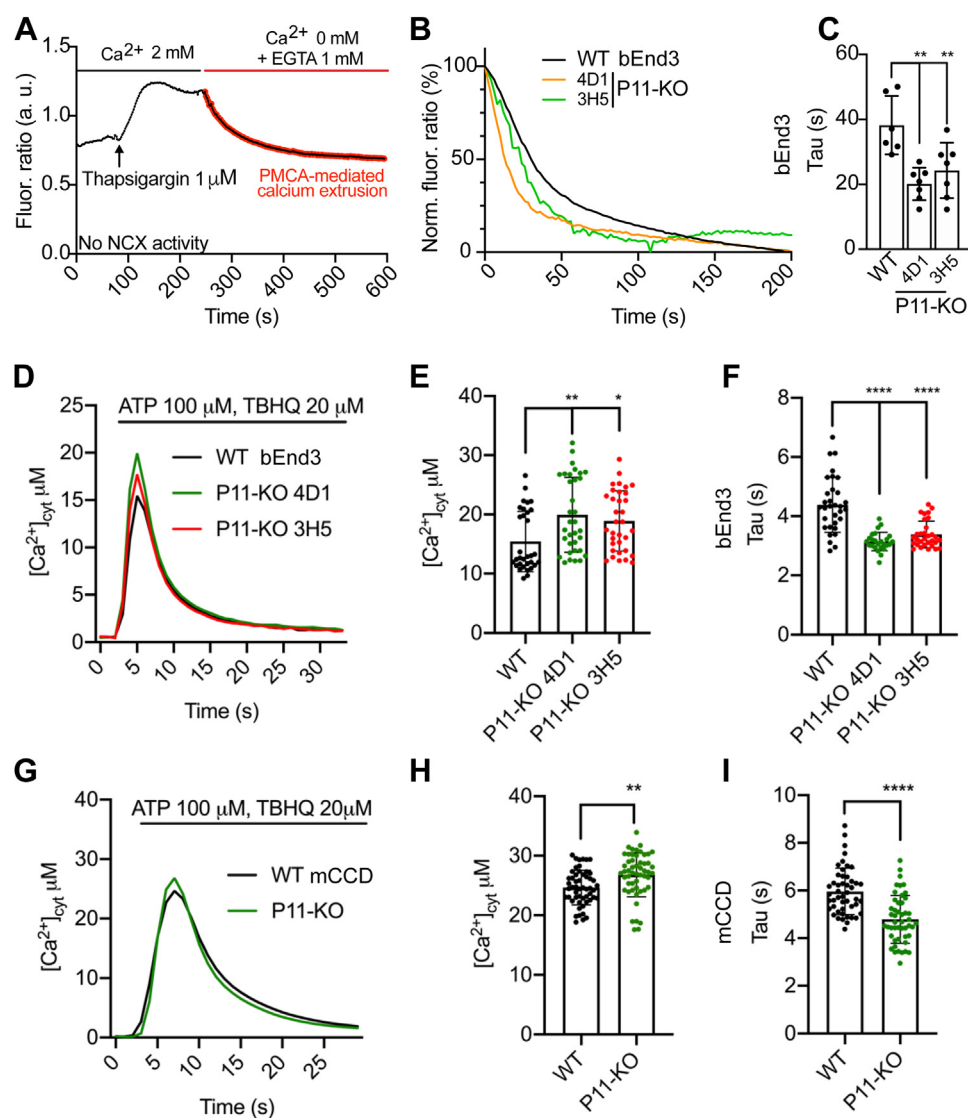 A
Ca²⁺ 2 mM
Ca²⁺ 0 mM
+ EGTA 1 mM
Fluor. ratio (a. u.)
1.5
1.0
0.5
0.0
Thapsigargin 1 μM
PMCA-mediated
calcium extrusion
No NCX activity
0 100 200 300 400 500 600
Time (s)
B
Norm. fluor. ratio (%)
100
50
0
WT bEnd3
4D1
3H5
P11-KO
0 50 100 150 200
Time (s)
C
bEnd3
Tau (s)
60
40
20
0
** **
WT 4D1 3H5
P11-KO
D
ATP 100 μM, TBHQ 20 μM
[Ca²⁺]cyt μM
25
20
15
10
5
0
WT bEnd3
P11-KO 4D1
P11-KO 3H5
0 5 10 15 20 25 30
Time (s)
E
[Ca²⁺]cyt μM
40
30
20
10
0
** *
WT P11-KO 4D1 P11-KO 3H5
F
bEnd3
Tau (s)
8
6
4
2
0
**** ****
WT P11-KO 4D1 P11-KO 3H5
G
ATP 100 μM, TBHQ 20μM
[Ca²⁺]cyt μM
40
30
20
10
0
WT mCCD
P11-KO
0 5 10 15 20 25
Time (s)
H
[Ca²⁺]cyt μM
40
30
20
10
0
**
WT P11-KO
I
mCCD
Tau (s)
10
8
6
4
2
0
****
WT P11-KO